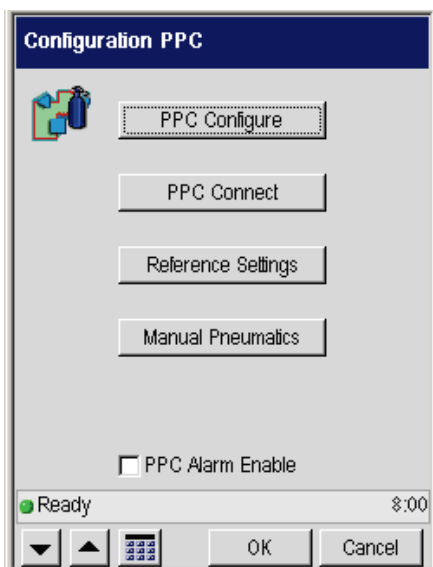 Configuration PPC
PPC Configure
PPC Connect
Reference Settings
Manual Pneumatics
PPC Alarm Enable
Ready 8:00
OK Cancel